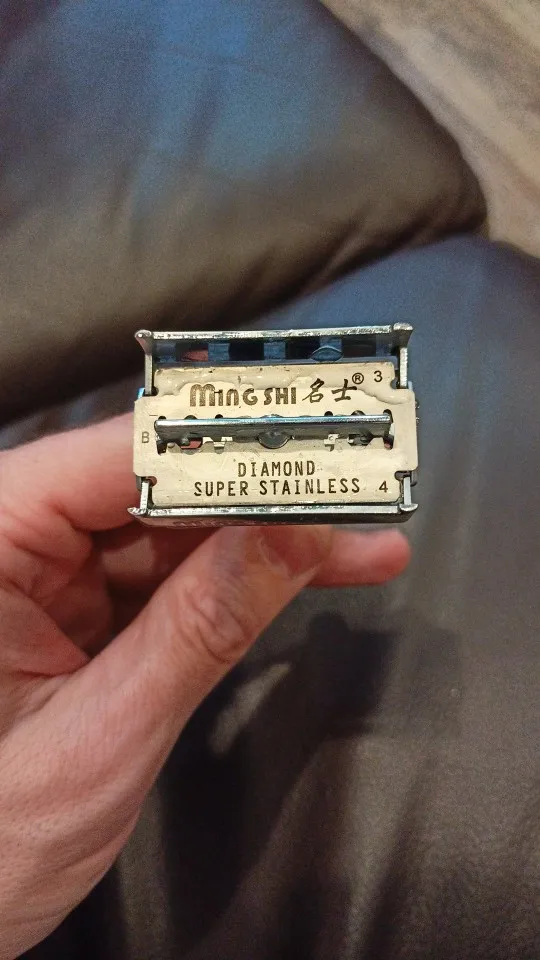 MINGSHI 名士® 3
B
DIAMOND
SUPER STAINLESS 4